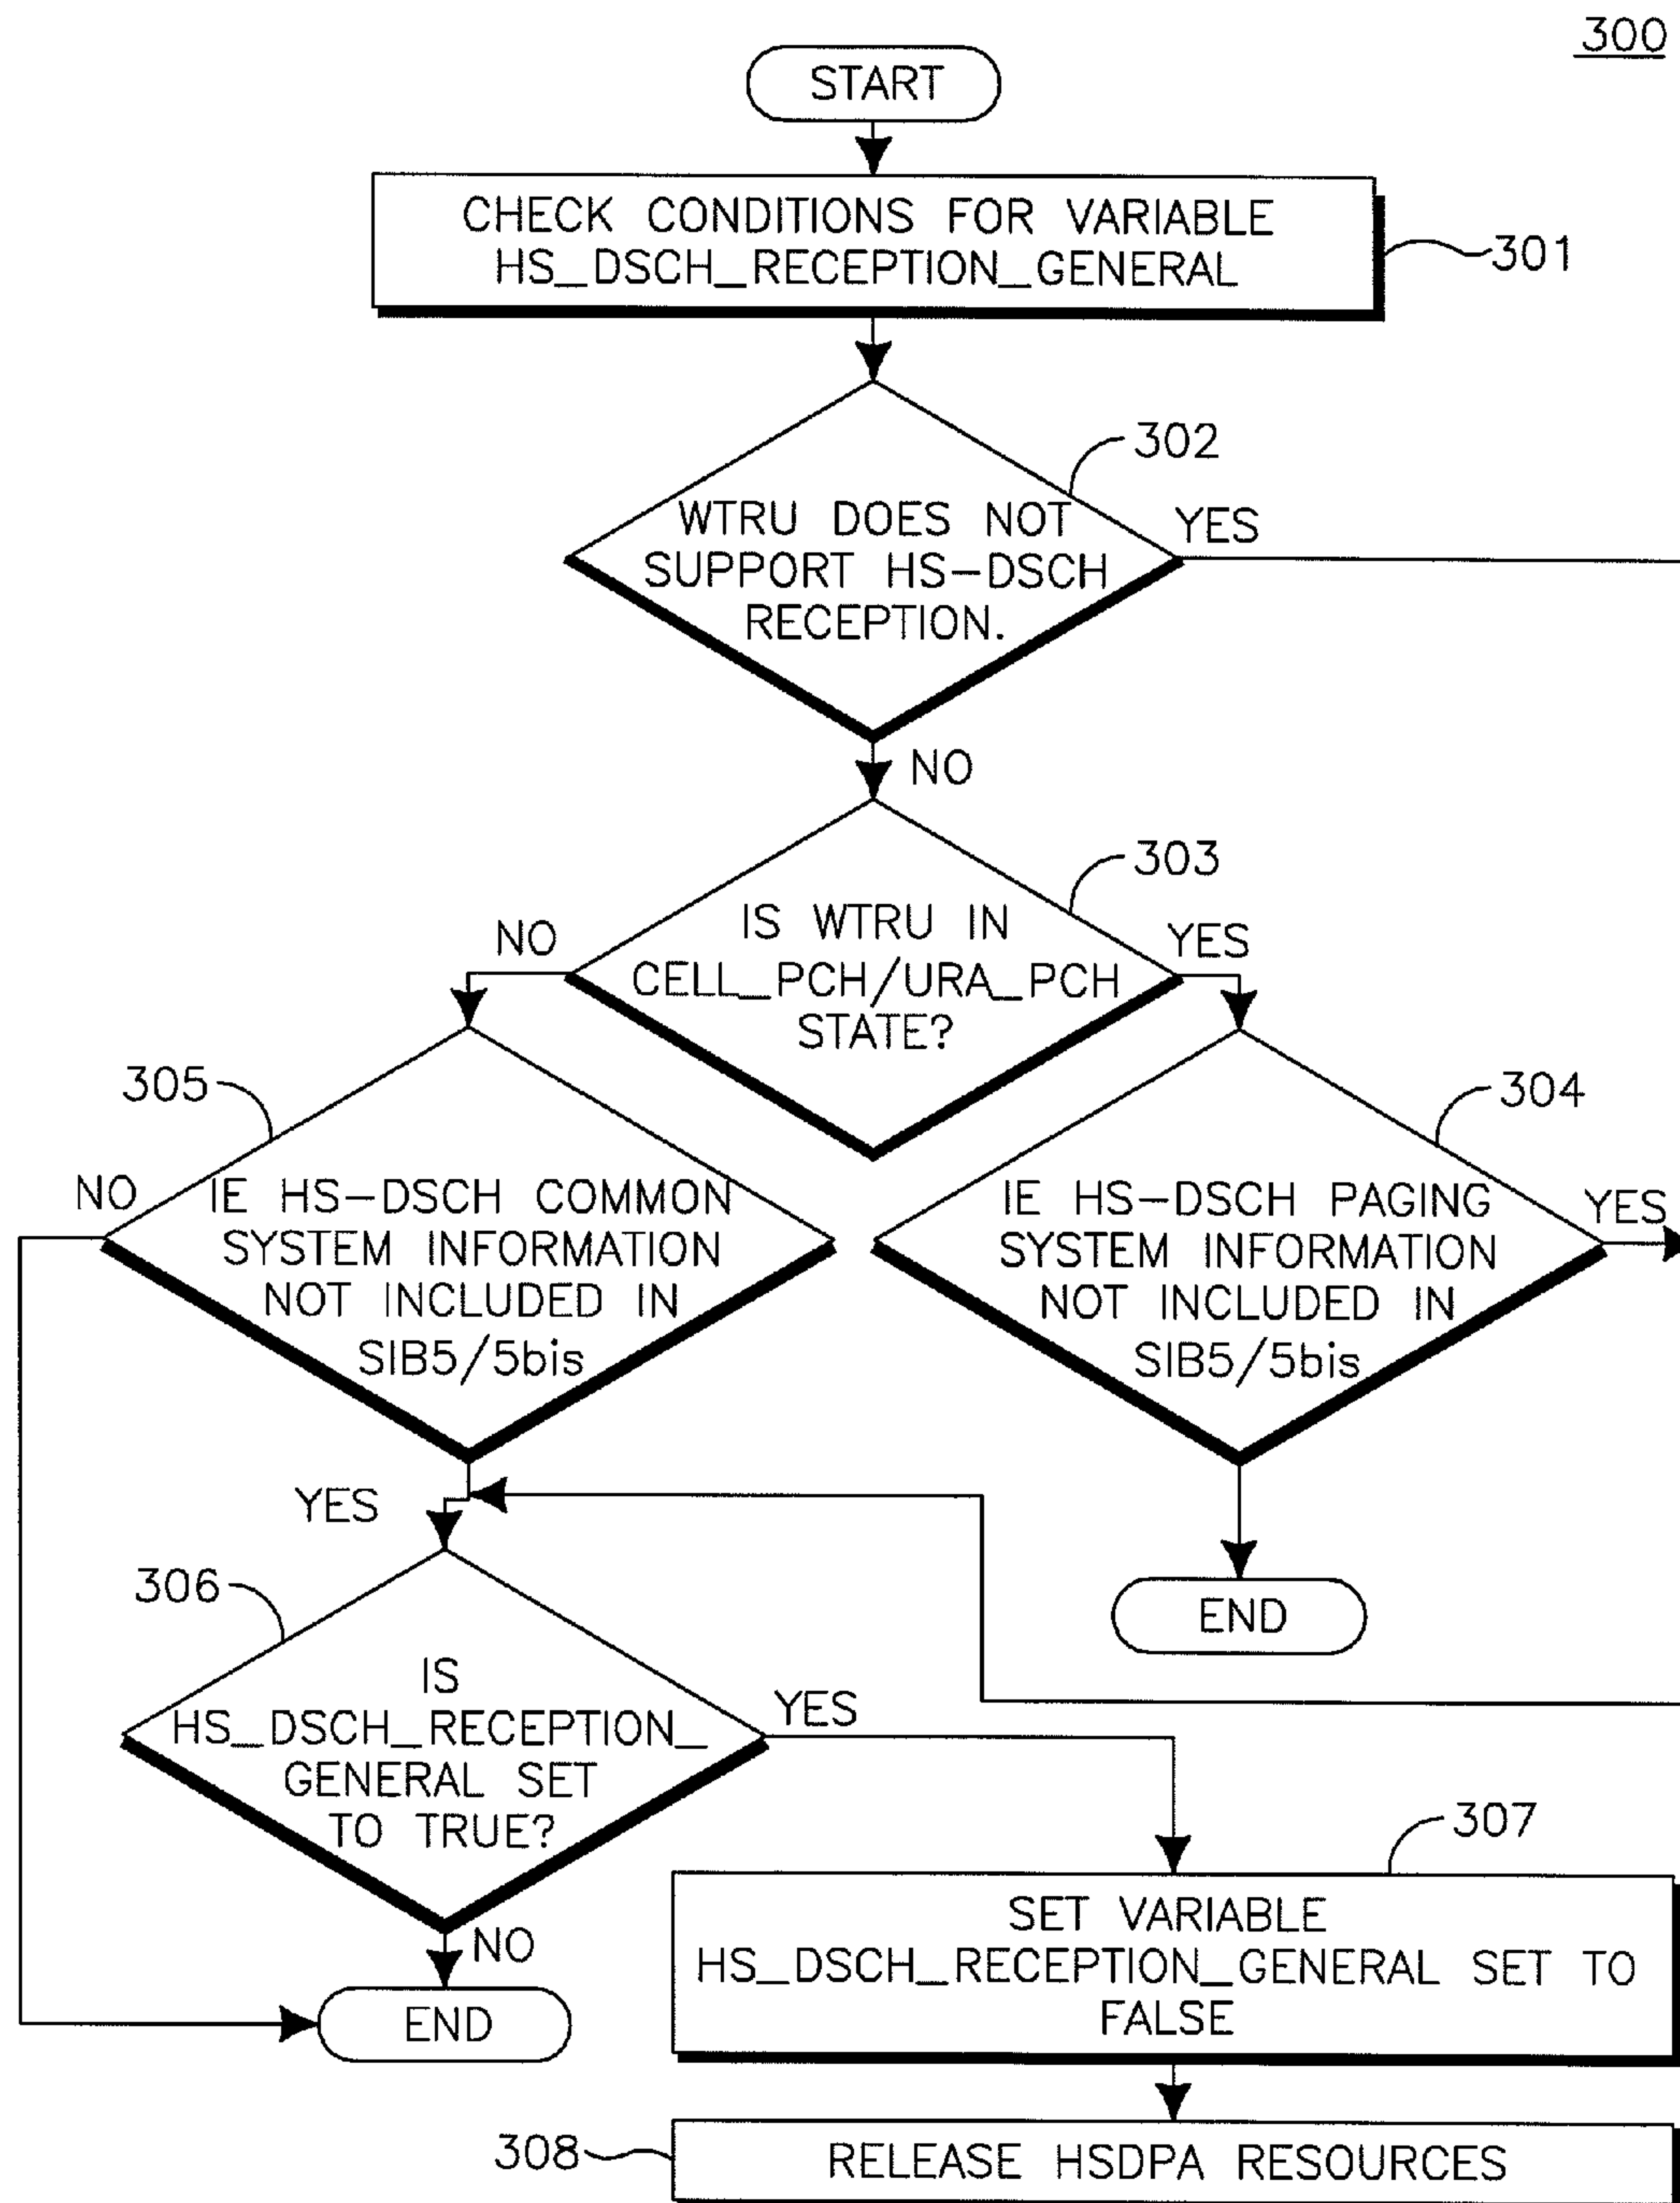 300
START
CHECK CONDITIONS FOR VARIABLE
HS_DSCH_RECEPTION_GENERAL
301
302
WTRU DOES NOT
SUPPORT HS-DSCH
RECEPTION.
YES
NO
303
IS WTRU IN
CELL_PCH/URA_PCH
STATE?
NO
YES
305
IE HS-DSCH COMMON
SYSTEM INFORMATION
NOT INCLUDED IN
SIB5/5bis
NO
YES
304
IE HS-DSCH PAGING
SYSTEM INFORMATION
NOT INCLUDED IN
SIB5/5bis
YES
END
306
IS
HS_DSCH_RECEPTION_
GENERAL SET
TO TRUE?
YES
NO
END
307
SET VARIABLE
HS_DSCH_RECEPTION_GENERAL SET TO
FALSE
308
RELEASE HSDPA RESOURCES